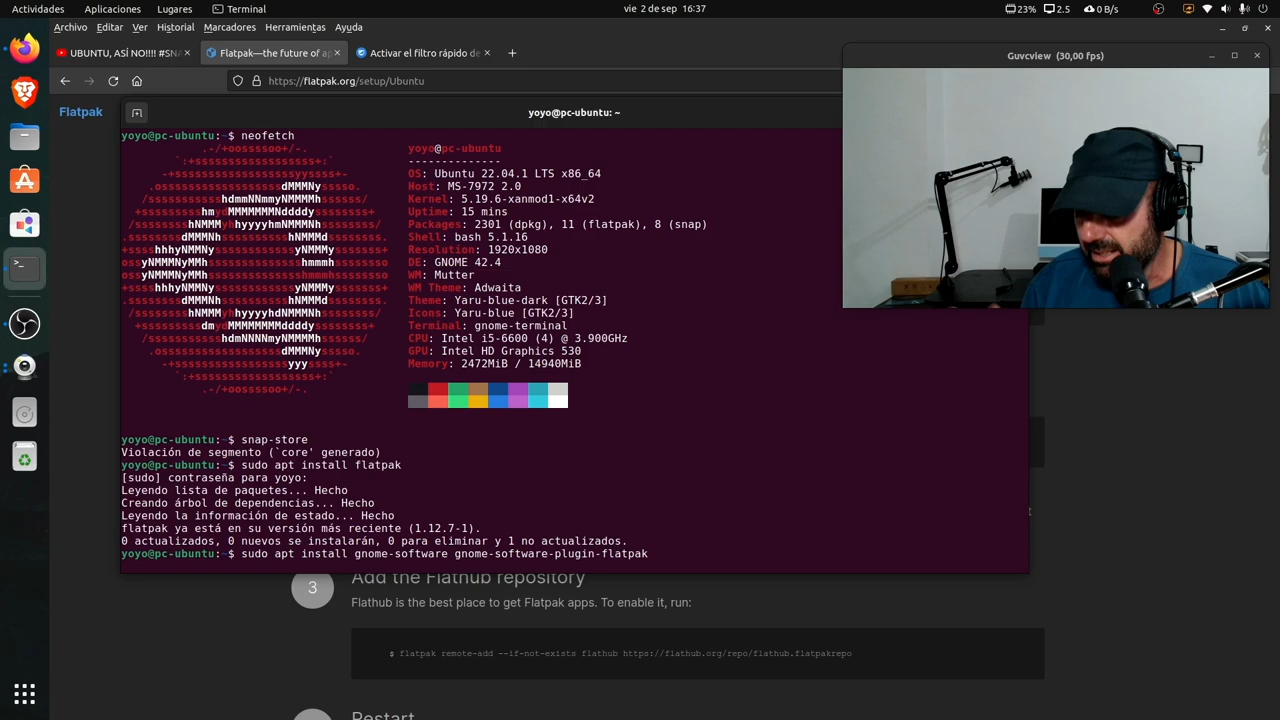 Actividades
Aplicaciones
Lugares
Terminal
vie 2 de sep 16:37
23%
2.5
0 B/s
Archivo
Editar
Ver
Historial
Marcadores
Herramientas
Ayuda
UBUNTU, ASÍ NO!!!! #SNA
Flatpak—the future of ap
Activar el filtro rápido de
https://flatpak.org/setup/Ubuntu
Guvcview (30,00 fps)
Flatpak
yoyo@pc-ubuntu: ~
yoyo@pc-ubuntu:~$ neofetch
yoyo@pc-ubuntu
--------------
OS: Ubuntu 22.04.1 LTS x86_64
Host: MS-7972 2.0
Kernel: 5.19.6-xanmod1-x64v2
Uptime: 15 mins
Packages: 2301 (dpkg), 11 (flatpak), 8 (snap)
Shell: bash 5.1.16
Resolution: 1920x1080
DE: GNOME 42.4
WM: Mutter
WM Theme: Adwaita
Theme: Yaru-blue-dark [GTK2/3]
Icons: Yaru-blue [GTK2/3]
Terminal: gnome-terminal
CPU: Intel i5-6600 (4) @ 3.900GHz
GPU: Intel HD Graphics 530
Memory: 2472MiB / 14940MiB
yoyo@pc-ubuntu:~$ snap-store
Violación de segmento (`core' generado)
yoyo@pc-ubuntu:~$ sudo apt install flatpak
[sudo] contraseña para yoyo:
Leyendo lista de paquetes... Hecho
Creando árbol de dependencias... Hecho
Leyendo la información de estado... Hecho
flatpak ya está en su versión más reciente (1.12.7-1).
0 actualizados, 0 nuevos se instalarán, 0 para eliminar y 1 no actualizados.
yoyo@pc-ubuntu:~$ sudo apt install gnome-software gnome-software-plugin-flatpak
3
Add the Flathub repository
Flathub is the best place to get Flatpak apps. To enable it, run:
$ flatpak remote-add --if-not-exists flathub https://flathub.org/repo/flathub.flatpakrepo
Restart